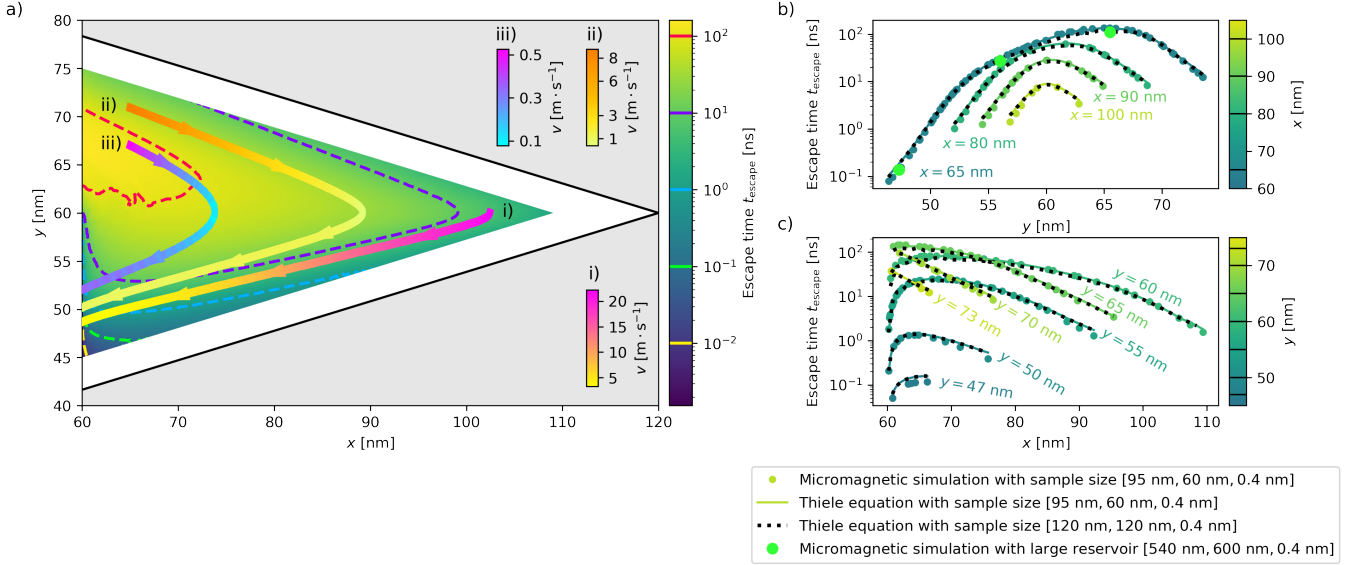 a)
80
75
70
65
60
55
50
45
40
y [nm]
60
70
80
90
100
110
120
x [nm]
ii)
iii)
i)
iii)
0.5
0.3
0.1
v [m · s⁻¹]
ii)
8
6
3
1
v [m · s⁻¹]
i)
20
15
10
5
v [m · s⁻¹]
10²
10¹
10⁰
10⁻¹
10⁻²
Escape time t_escape [ns]
b)
10²
10¹
10⁰
10⁻¹
Escape time t_escape [ns]
50
60
70
y [nm]
x = 90 nm
x = 100 nm
x = 80 nm
x = 65 nm
100
90
80
70
60
x [nm]
c)
10²
10¹
10⁰
10⁻¹
Escape time t_escape [ns]
60
70
80
90
100
110
x [nm]
y = 60 nm
y = 65 nm
y = 70 nm
y = 73 nm
y = 55 nm
y = 50 nm
y = 47 nm
70
60
50
y [nm]
Micromagnetic simulation with sample size [95 nm, 60 nm, 0.4 nm]
Thiele equation with sample size [95 nm, 60 nm, 0.4 nm]
Thiele equation with sample size [120 nm, 120 nm, 0.4 nm]
Micromagnetic simulation with large reservoir [540 nm, 600 nm, 0.4 nm]